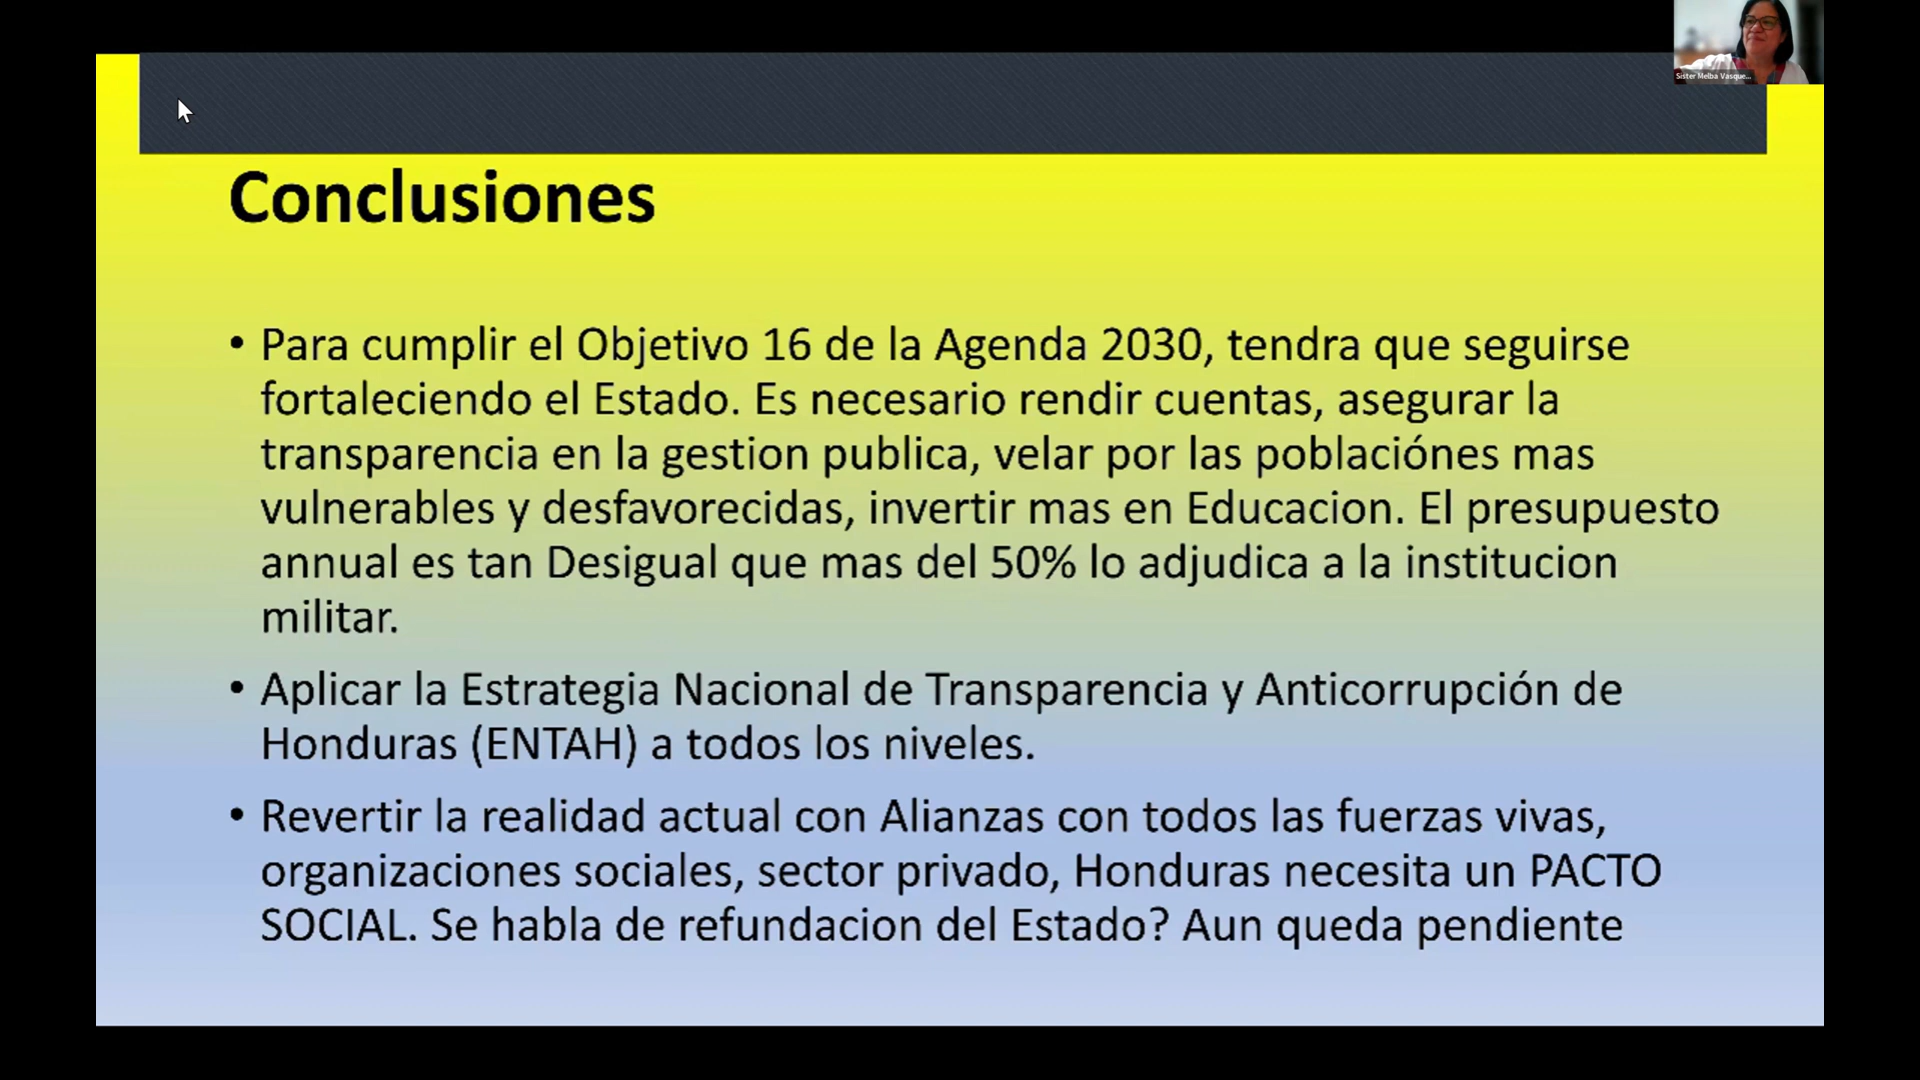 Sister Melba Vasque...
Conclusiones
• Para cumplir el Objetivo 16 de la Agenda 2030, tendra que seguirse
fortaleciendo el Estado. Es necesario rendir cuentas, asegurar la
transparencia en la gestion publica, velar por las poblaciónes mas
vulnerables y desfavorecidas, invertir mas en Educacion. El presupuesto
annual es tan Desigual que mas del 50% lo adjudica a la institucion
militar.
• Aplicar la Estrategia Nacional de Transparencia y Anticorrupción de
Honduras (ENTAH) a todos los niveles.
• Revertir la realidad actual con Alianzas con todos las fuerzas vivas,
organizaciones sociales, sector privado, Honduras necesita un PACTO
SOCIAL. Se habla de refundacion del Estado? Aun queda pendiente